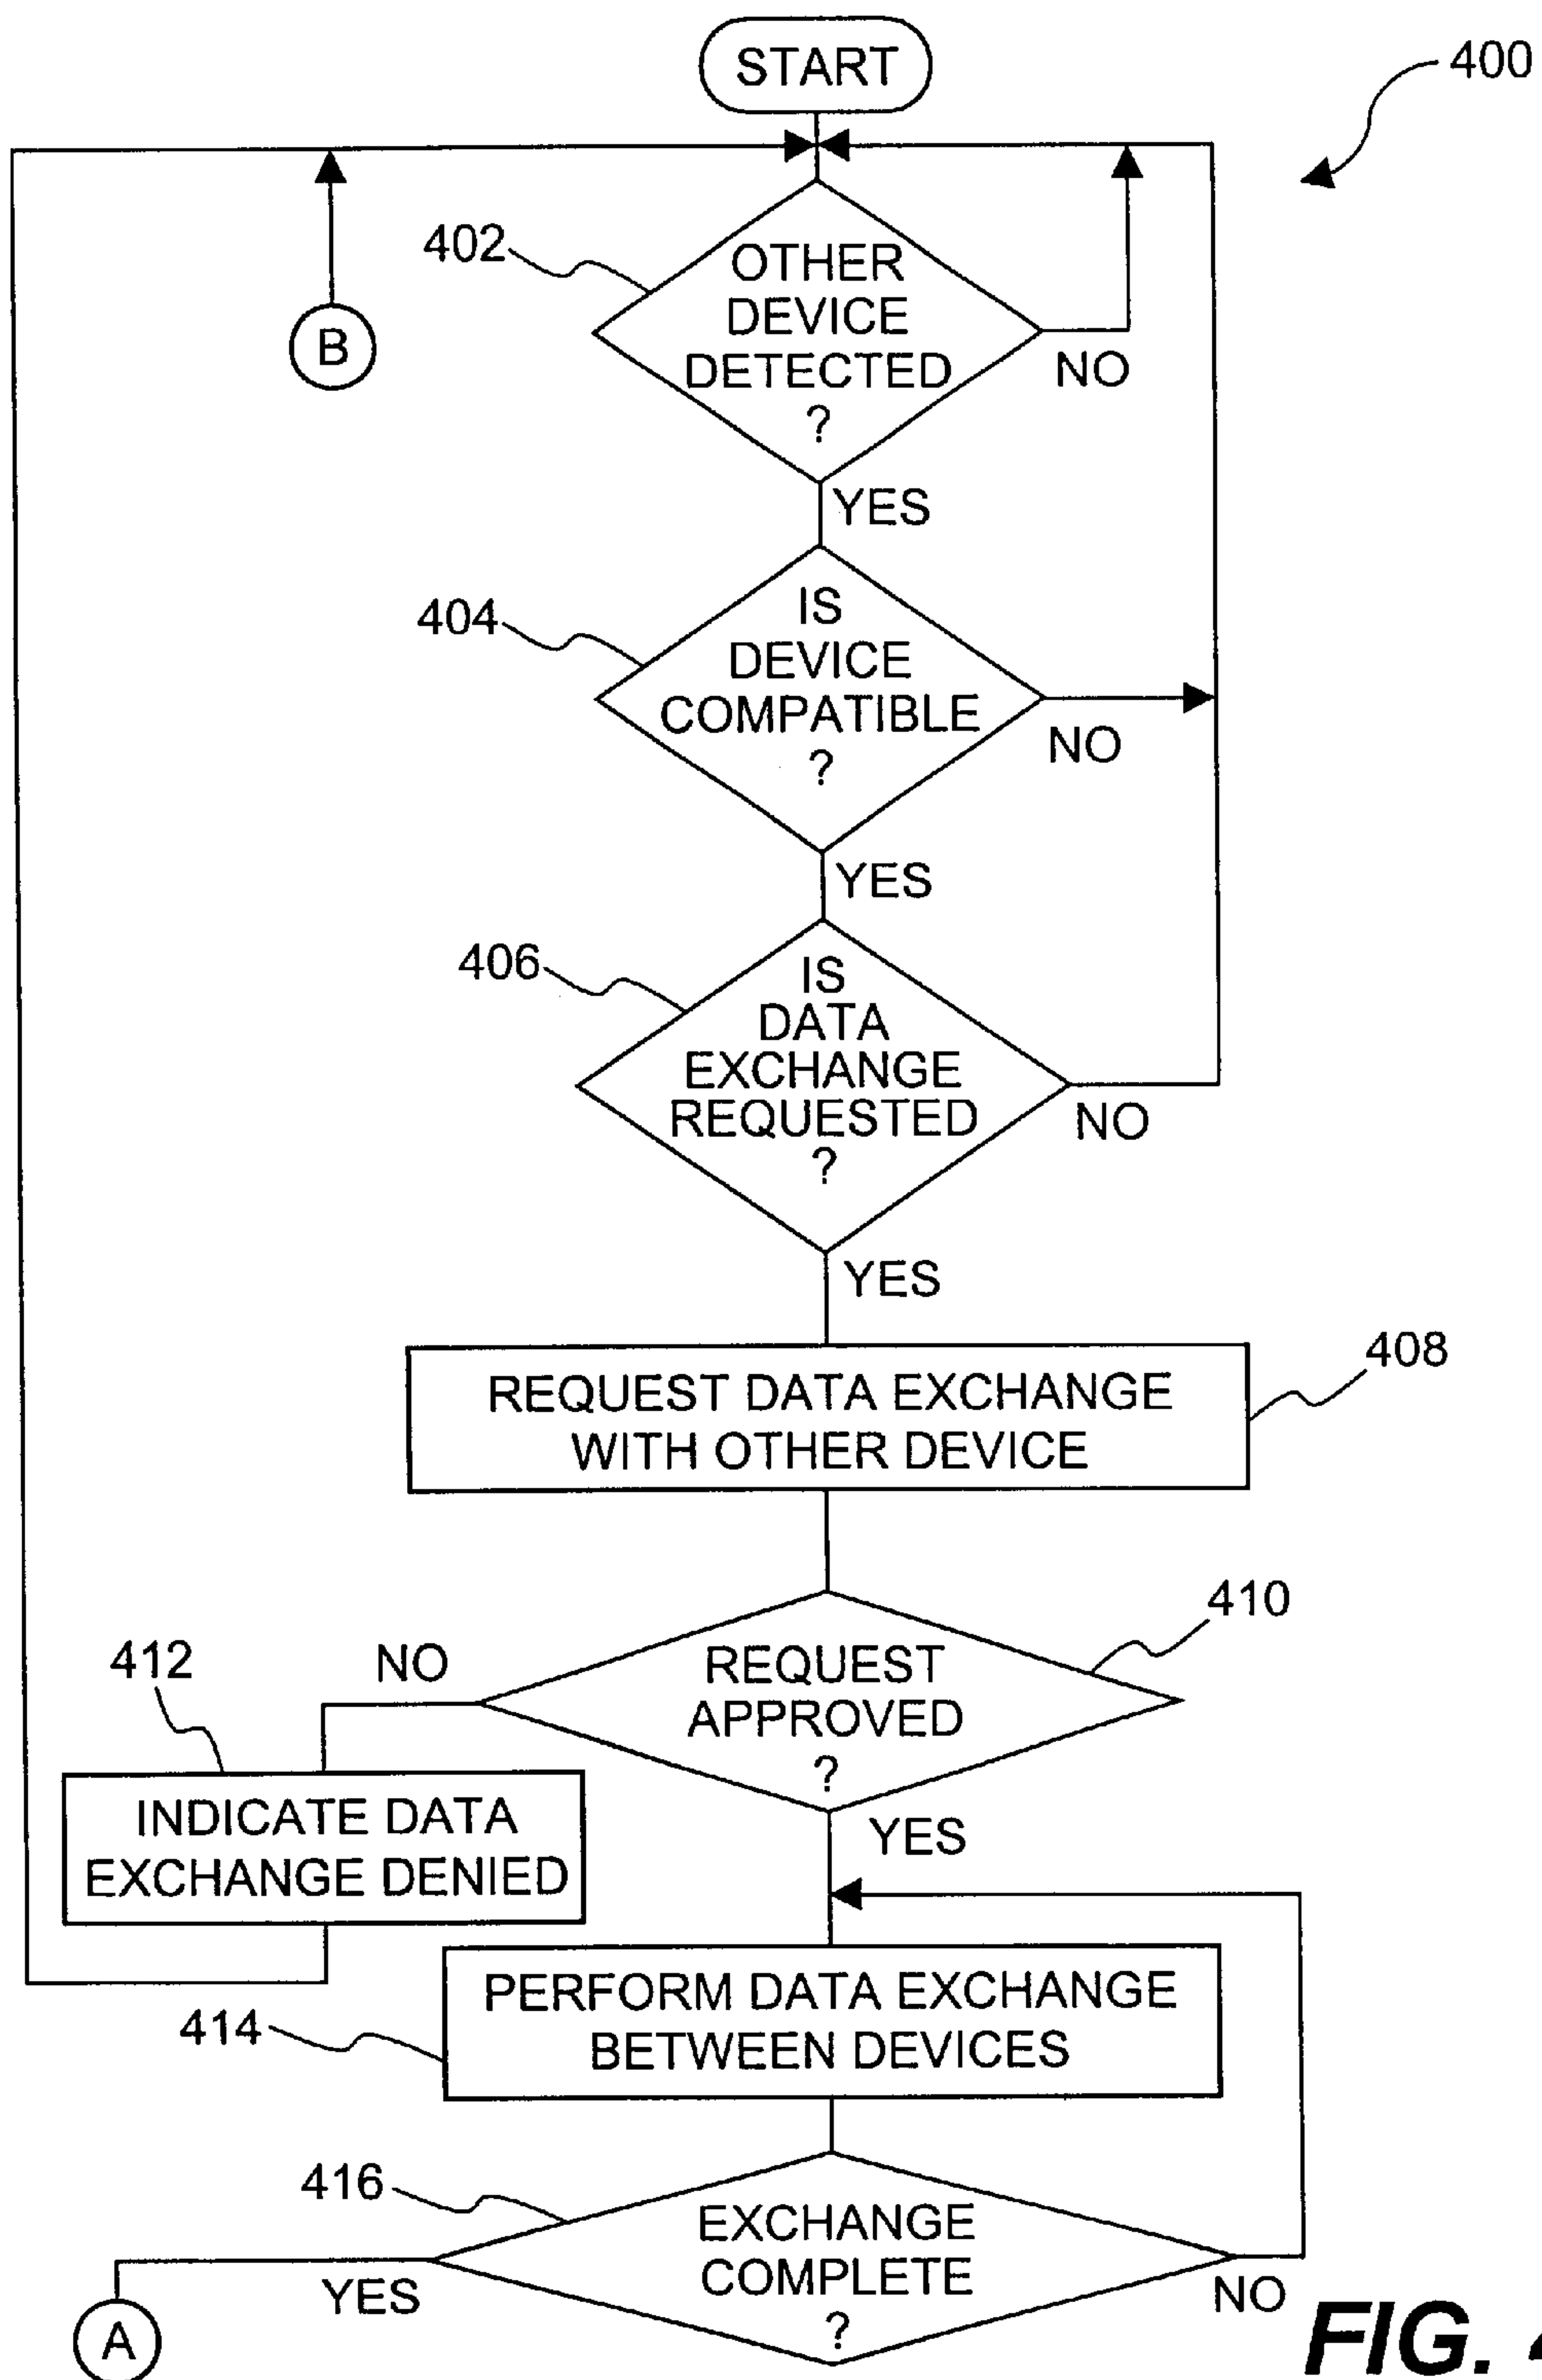 START
400
402
OTHER
DEVICE
DETECTED
?
NO
B
YES
404
IS
DEVICE
COMPATIBLE
?
NO
YES
406
IS
DATA
EXCHANGE
REQUESTED
?
NO
YES
408
REQUEST DATA EXCHANGE
WITH OTHER DEVICE
410
412
NO
REQUEST
APPROVED
?
INDICATE DATA
EXCHANGE DENIED
YES
PERFORM DATA EXCHANGE
BETWEEN DEVICES
414
416
EXCHANGE
COMPLETE
?
YES
NO
A
FIG.